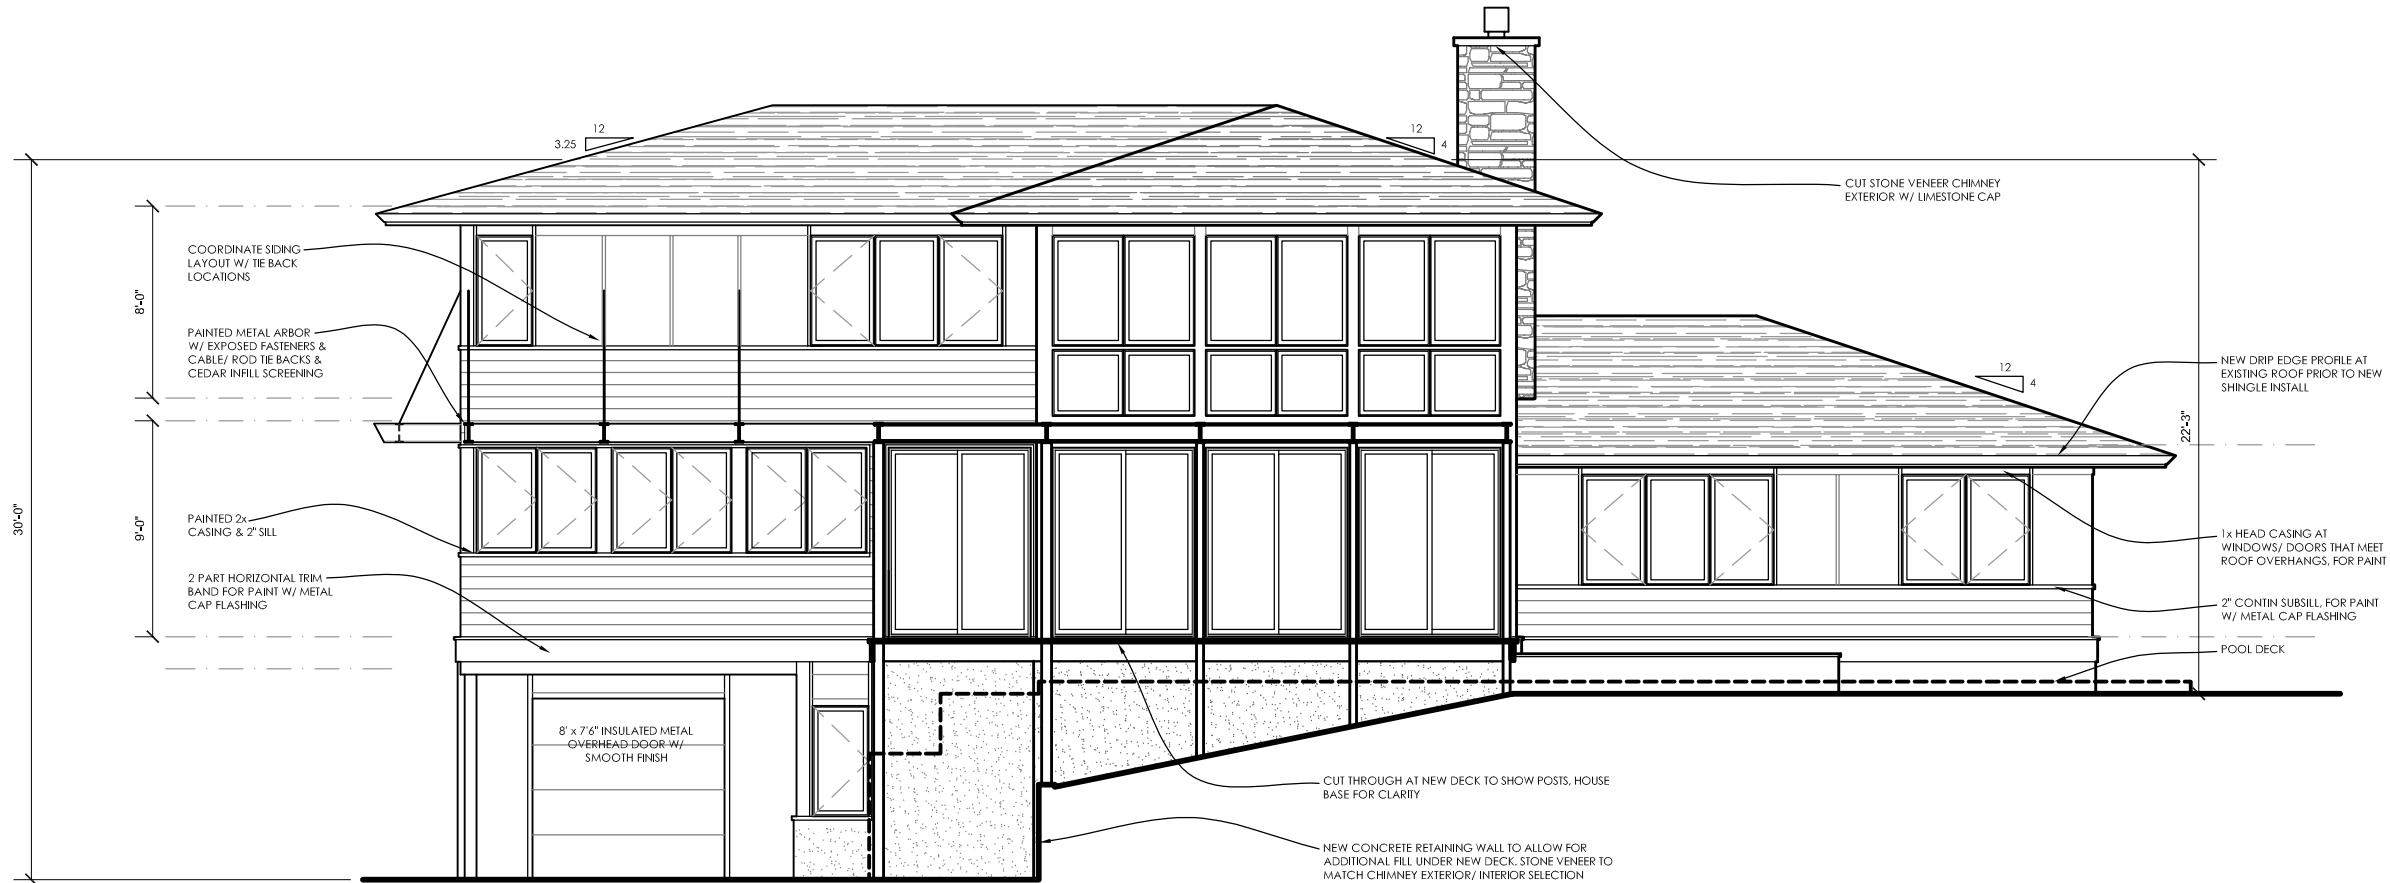 12
3.25
12
4
CUT STONE VENEER CHIMNEY
EXTERIOR W/ LIMESTONE CAP
COORDINATE SIDING
LAYOUT W/ TIE BACK
LOCATIONS
8'-0"
PAINTED METAL ARBOR
W/ EXPOSED FASTENERS &
CABLE/ ROD TIE BACKS &
CEDAR INFILL SCREENING
12
4
NEW DRIP EDGE PROFILE AT
EXISTING ROOF PRIOR TO NEW
SHINGLE INSTALL
22'-3"
30'-0"
9'-0"
PAINTED 2x
CASING & 2" SILL
1x HEAD CASING AT
WINDOWS/ DOORS THAT MEET
ROOF OVERHANGS, FOR PAINT
2 PART HORIZONTAL TRIM
BAND FOR PAINT W/ METAL
CAP FLASHING
2" CONTIN SUBSILL, FOR PAINT
W/ METAL CAP FLASHING
POOL DECK
8' x 7'6" INSULATED METAL
OVERHEAD DOOR W/
SMOOTH FINISH
CUT THROUGH AT NEW DECK TO SHOW POSTS, HOUSE
BASE FOR CLARITY
NEW CONCRETE RETAINING WALL TO ALLOW FOR
ADDITIONAL FILL UNDER NEW DECK. STONE VENEER TO
MATCH CHIMNEY EXTERIOR/ INTERIOR SELECTION